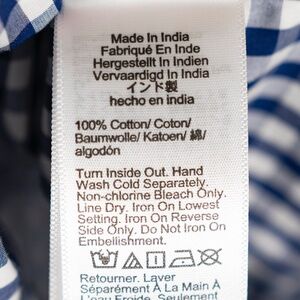 Made In India
Fabriqué En Inde
Hergestellt In Indien
Vervaardigd In India
インド製
hecho en india
100% Cotton/ Coton/
Baumwolle/ Katoen/ 綿/
algodón
Turn Inside Out. Hand
Wash Cold Separately.
Non-chlorine Bleach Only.
Line Dry. Iron On Lowest
Setting. Iron On Reverse
Side Only. Do Not Iron On
Embellishment.
Retourner. Laver
Séparément À La Main À
L'eau Froide. Seulement